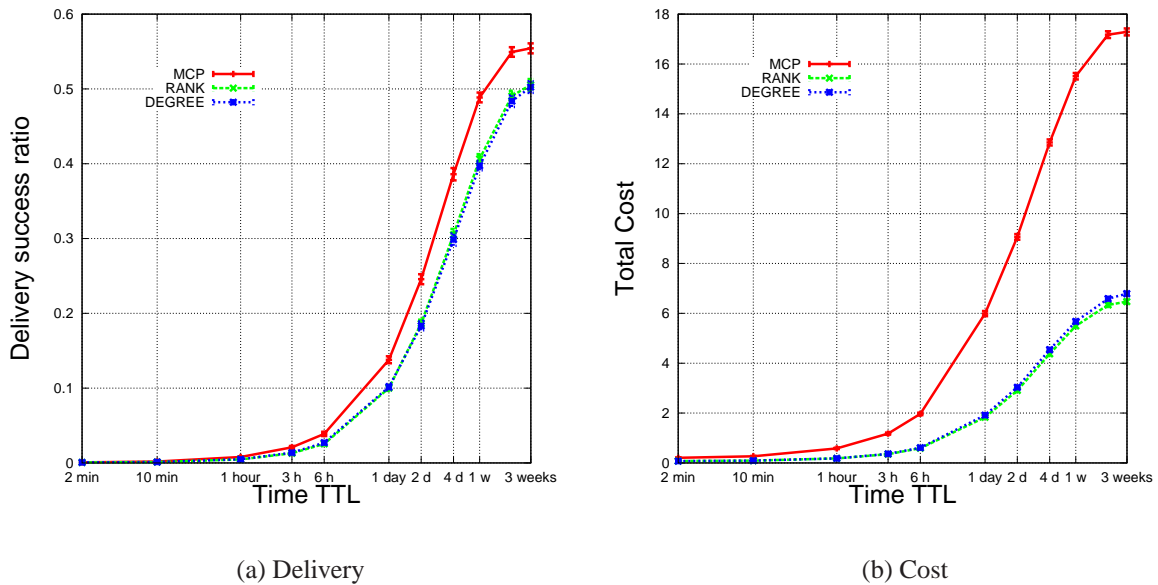 0.6
0.5
0.4
0.3
0.2
0.1
0
Delivery success ratio
MCP
RANK
DEGREE
2 min 10 min 1 hour 3 h 6 h 1 day 2 d 4 d 1 w 3 weeks
Time TTL
(a) Delivery
18
16
14
12
10
8
6
4
2
0
Total Cost
MCP
RANK
DEGREE
2 min 10 min 1 hour 3 h 6 h 1 day 2 d 4 d 1 w 3 weeks
Time TTL
(b) Cost